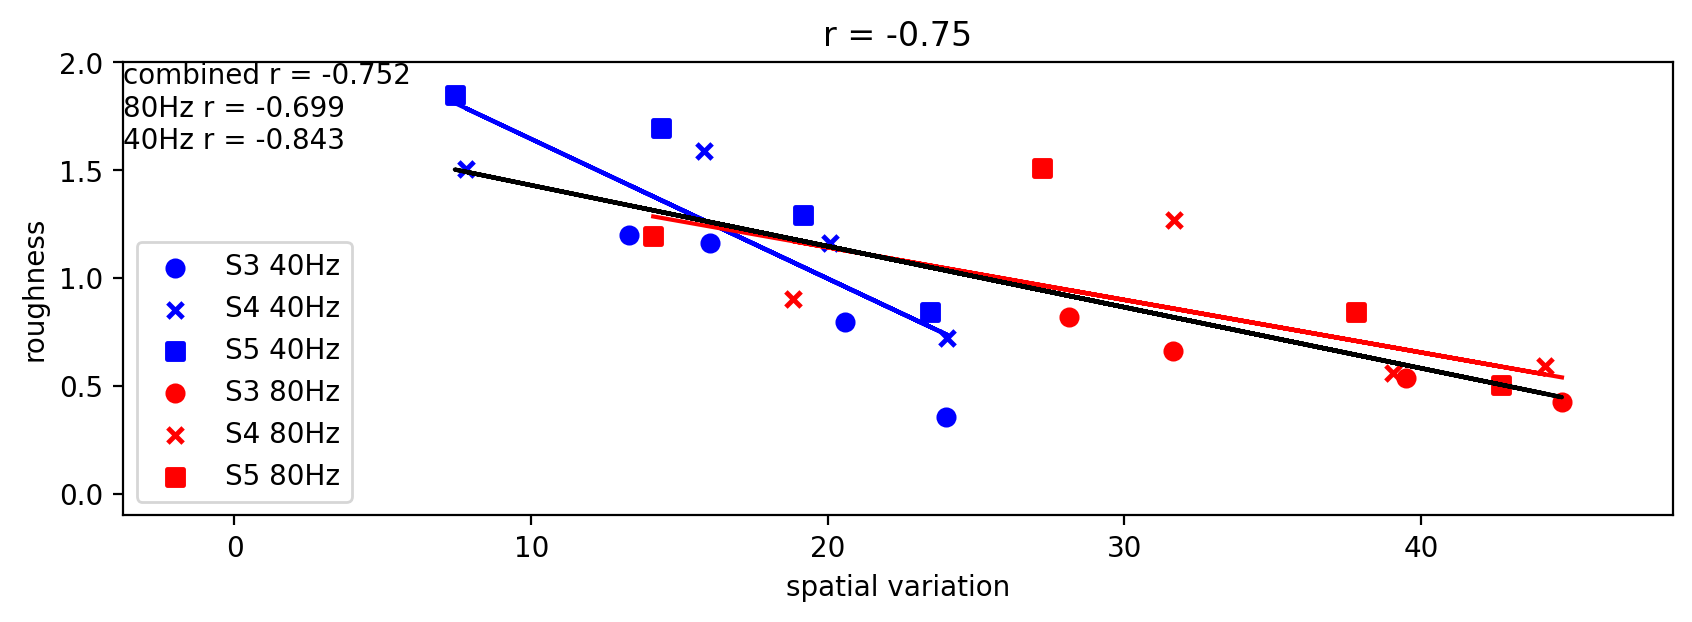 r = -0.75
combined r = -0.752
80Hz r = -0.699
40Hz r = -0.843
2.0
1.5
1.0
0.5
0.0
roughness
S3 40Hz
S4 40Hz
S5 40Hz
S3 80Hz
S4 80Hz
S5 80Hz
0 10 20 30 40
spatial variation